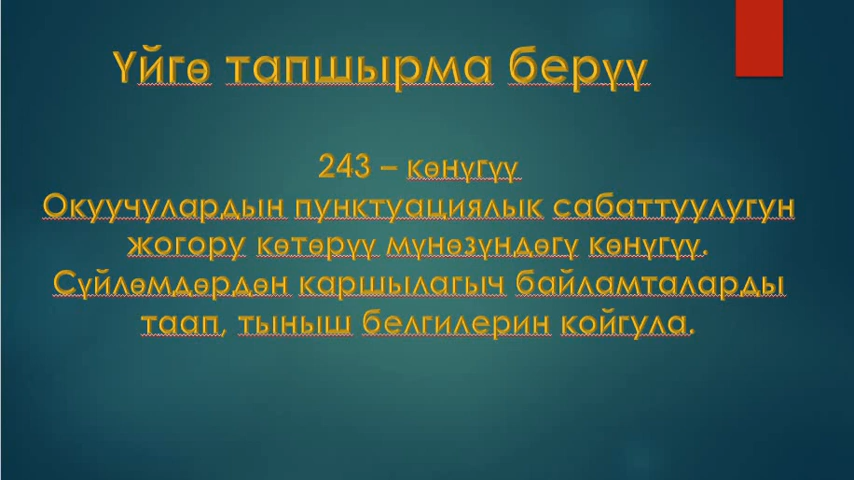 Үйгө тапшырма берүү
243 – көнүгүү
Окуучулардын пунктуациялык сабаттуулугун
жогору көтөрүү мүнөзүндөгү көнүгүү.
Сүйлөмдөрдөн каршылагыч байламталарды
таап, тыныш белгилерин койгула.